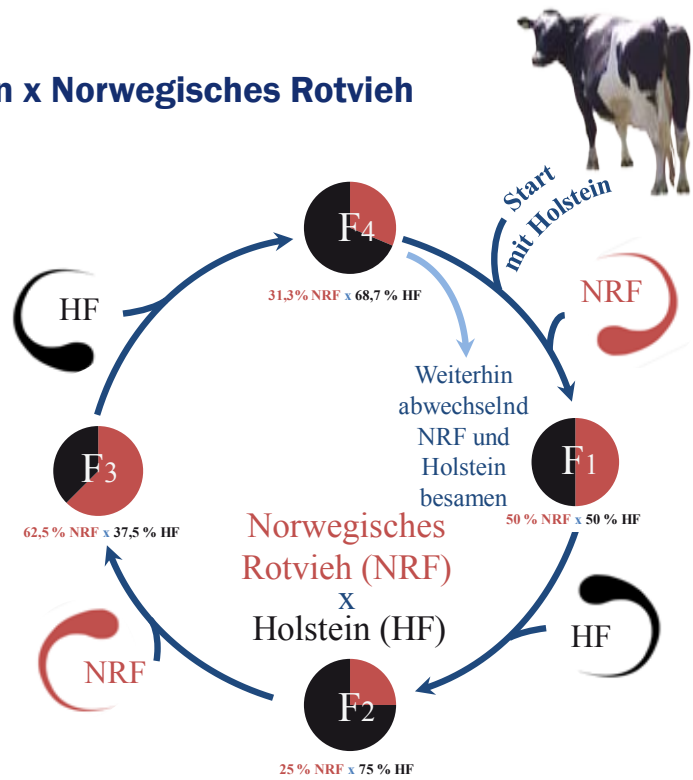 n x Norwegisches Rotvieh
Start
mit Holstein
F4
31,3% NRF x 68,7 % HF
HF
NRF
Weiterhin
abwechselnd
NRF und
Holstein
besamen
F3
62,5 % NRF x 37,5 % HF
F1
50 % NRF x 50 % HF
Norwegisches
Rotvieh (NRF)
x
Holstein (HF)
NRF
HF
F2
25 % NRF x 75 % HF